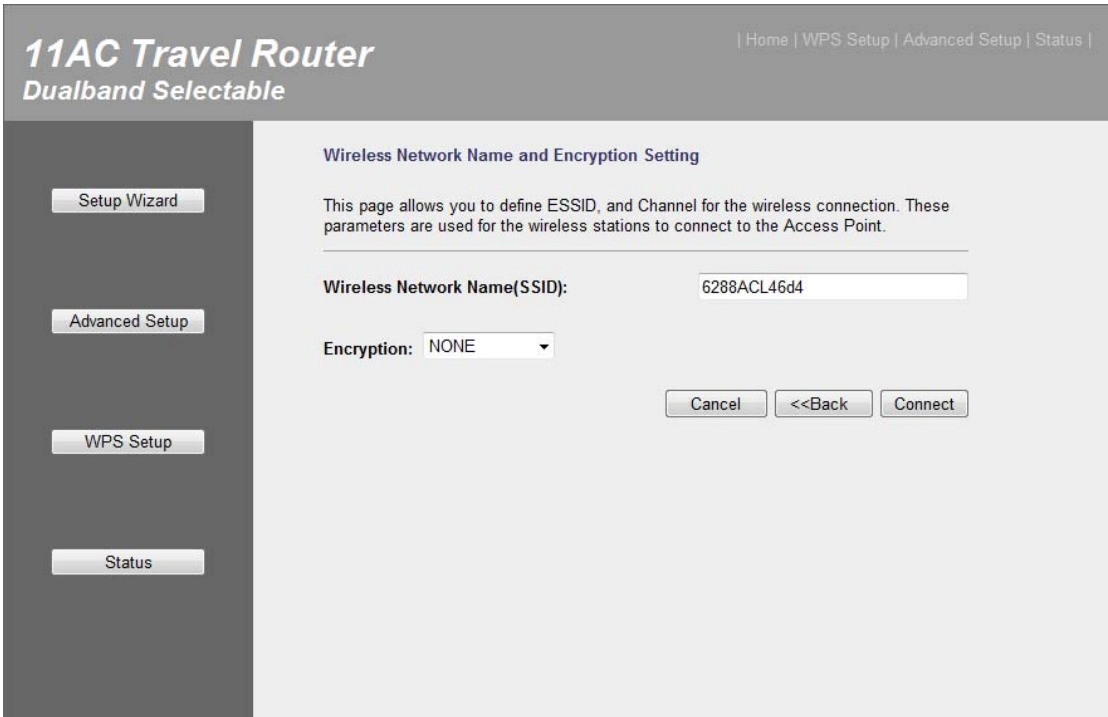 11AC Travel Router
Dualband Selectable
| Home | WPS Setup | Advanced Setup | Status |
Setup Wizard
Advanced Setup
WPS Setup
Status
Wireless Network Name and Encryption Setting
This page allows you to define ESSID, and Channel for the wireless connection. These
parameters are used for the wireless stations to connect to the Access Point.
Wireless Network Name(SSID): 6288ACL46d4
Encryption: NONE
Cancel <<Back Connect